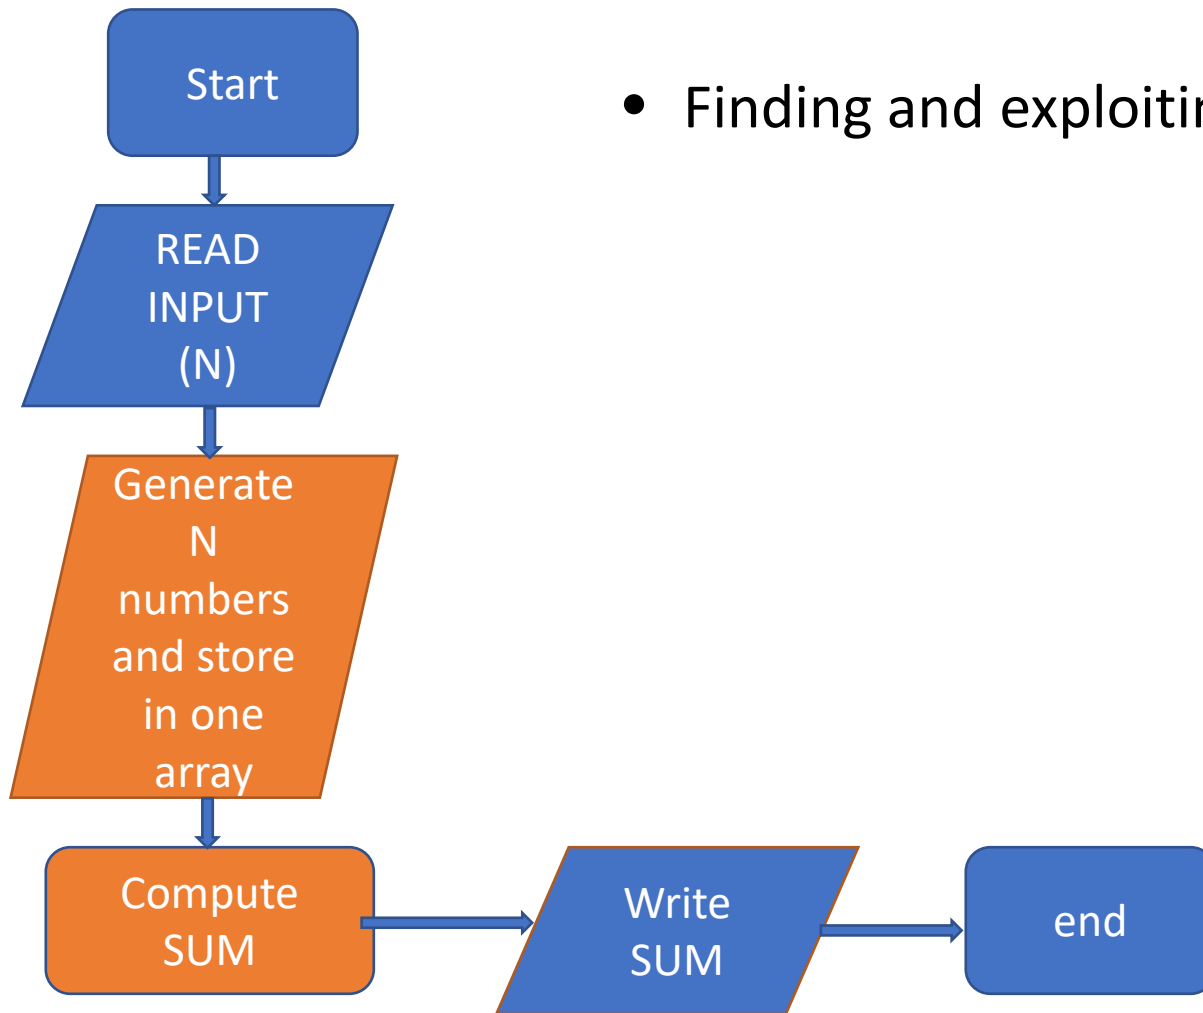 Start
• Finding and exploitin
READ
INPUT
(N)
Generate
N
numbers
and store
in one
array
Compute
SUM
Write
SUM
end